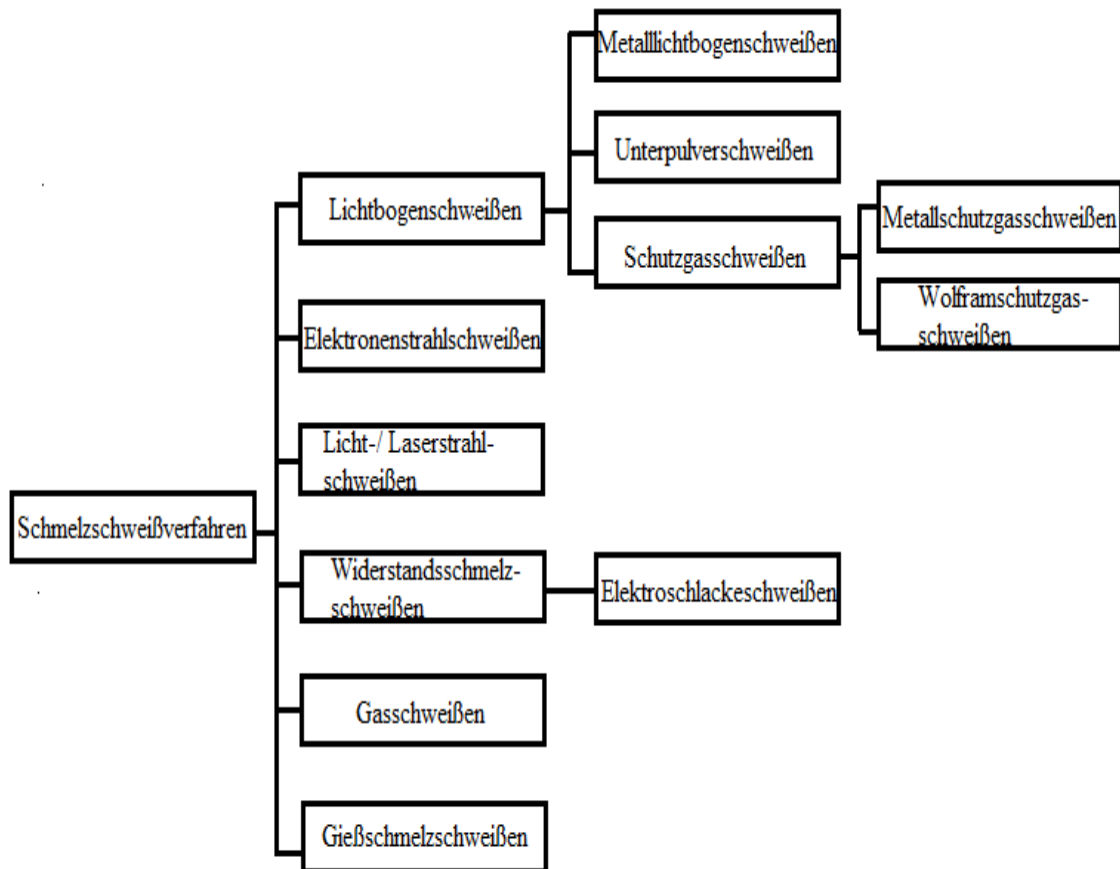 Metalllichtbogenschweißen
Unterpulverschweißen
Lichtbogenschweißen
Schutzgasschweißen
Metallschutzgasschweißen
Wolframschutzgas-
schweißen
Elektronenstrahlschweißen
Licht-/ Laserstrahl-
schweißen
Schmelzschweißverfahren
Widerstandsschmelz-
schweißen
Elektroschlackeschweißen
Gasschweißen
Gießschmelzschweißen